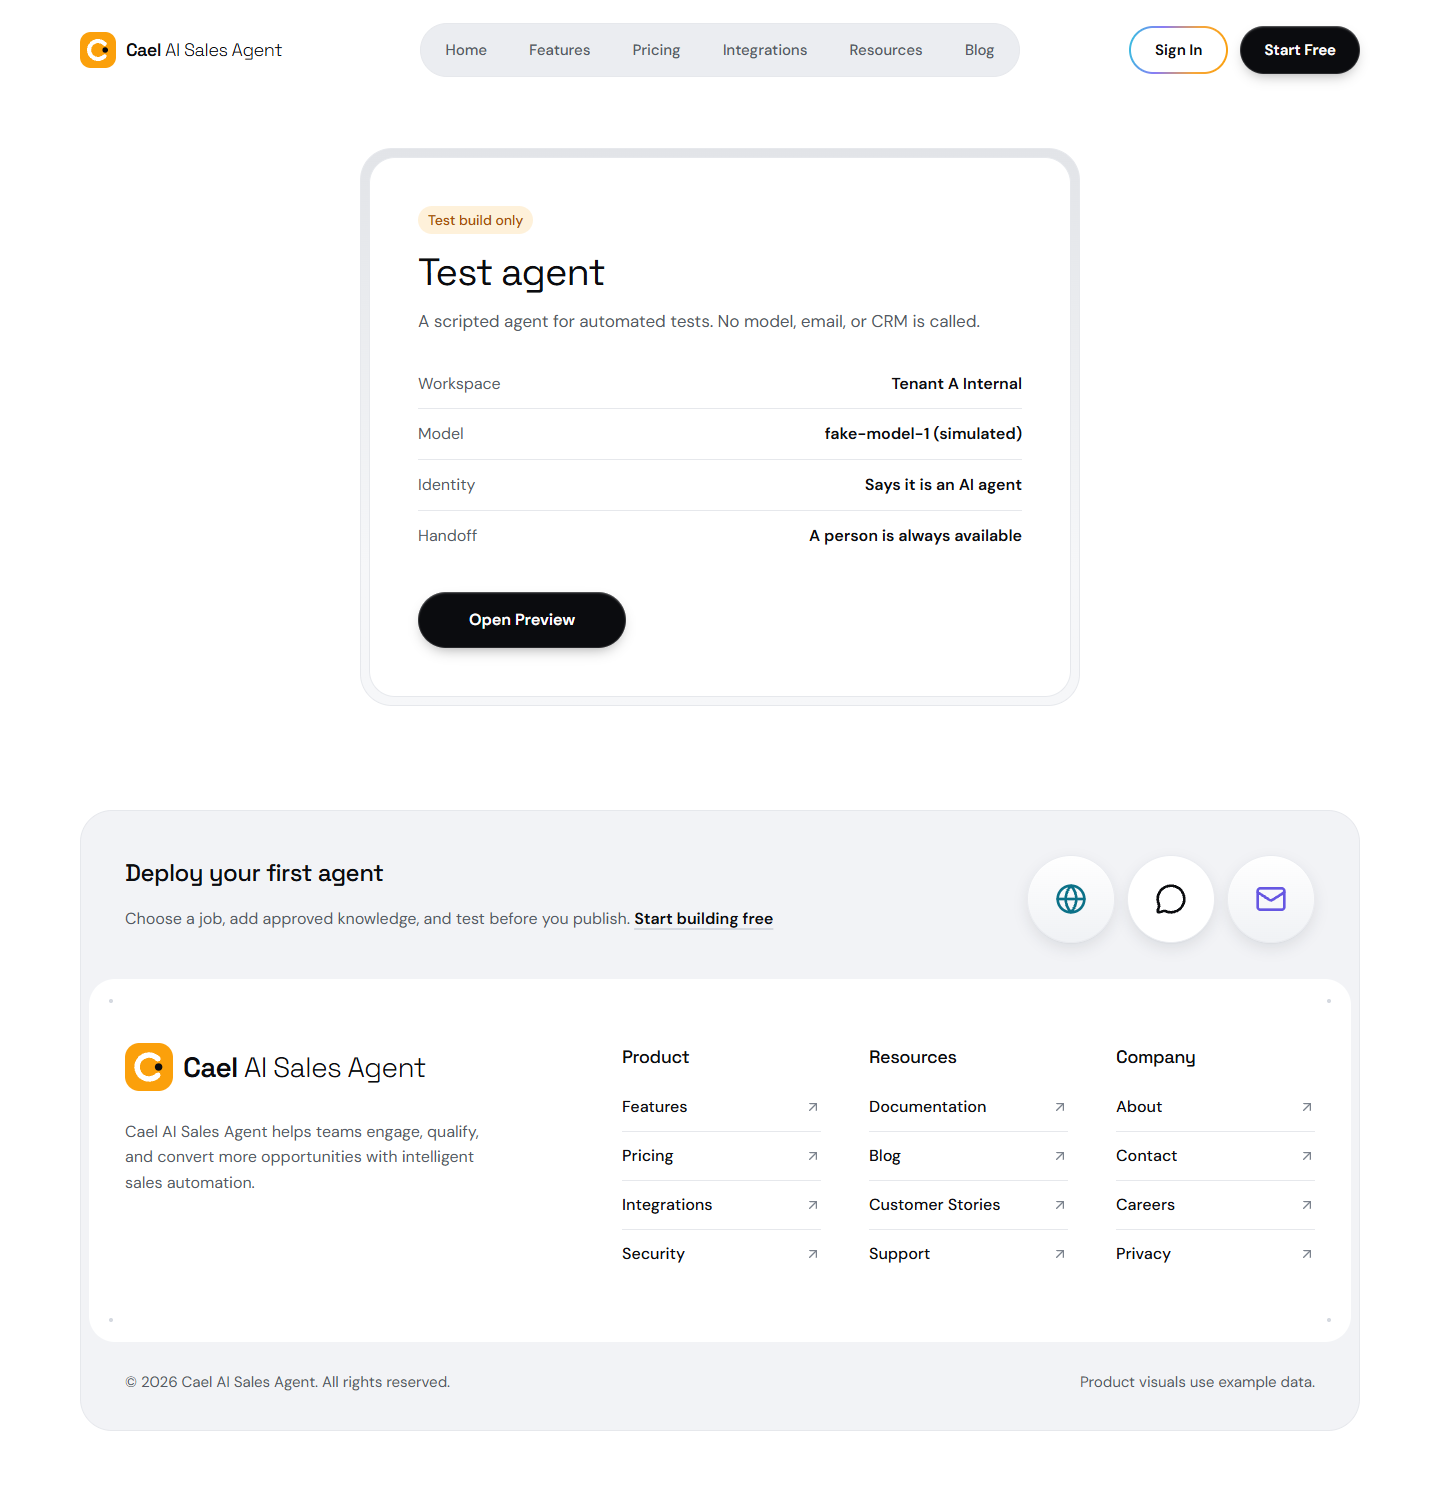 Cael AI Sales Agent
Home Features Pricing Integrations Resources Blog
Sign In
Start Free
Test build only
Test agent
A scripted agent for automated tests. No model, email, or CRM is called.
Workspace Tenant A Internal
Model fake-model-1 (simulated)
Identity Says it is an AI agent
Handoff A person is always available
Open Preview
Deploy your first agent
Choose a job, add approved knowledge, and test before you publish. Start building free
Cael AI Sales Agent
Cael AI Sales Agent helps teams engage, qualify,
and convert more opportunities with intelligent
sales automation.
Product
Features
Pricing
Integrations
Security
Resources
Documentation
Blog
Customer Stories
Support
Company
About
Contact
Careers
Privacy
© 2026 Cael AI Sales Agent. All rights reserved.
Product visuals use example data.